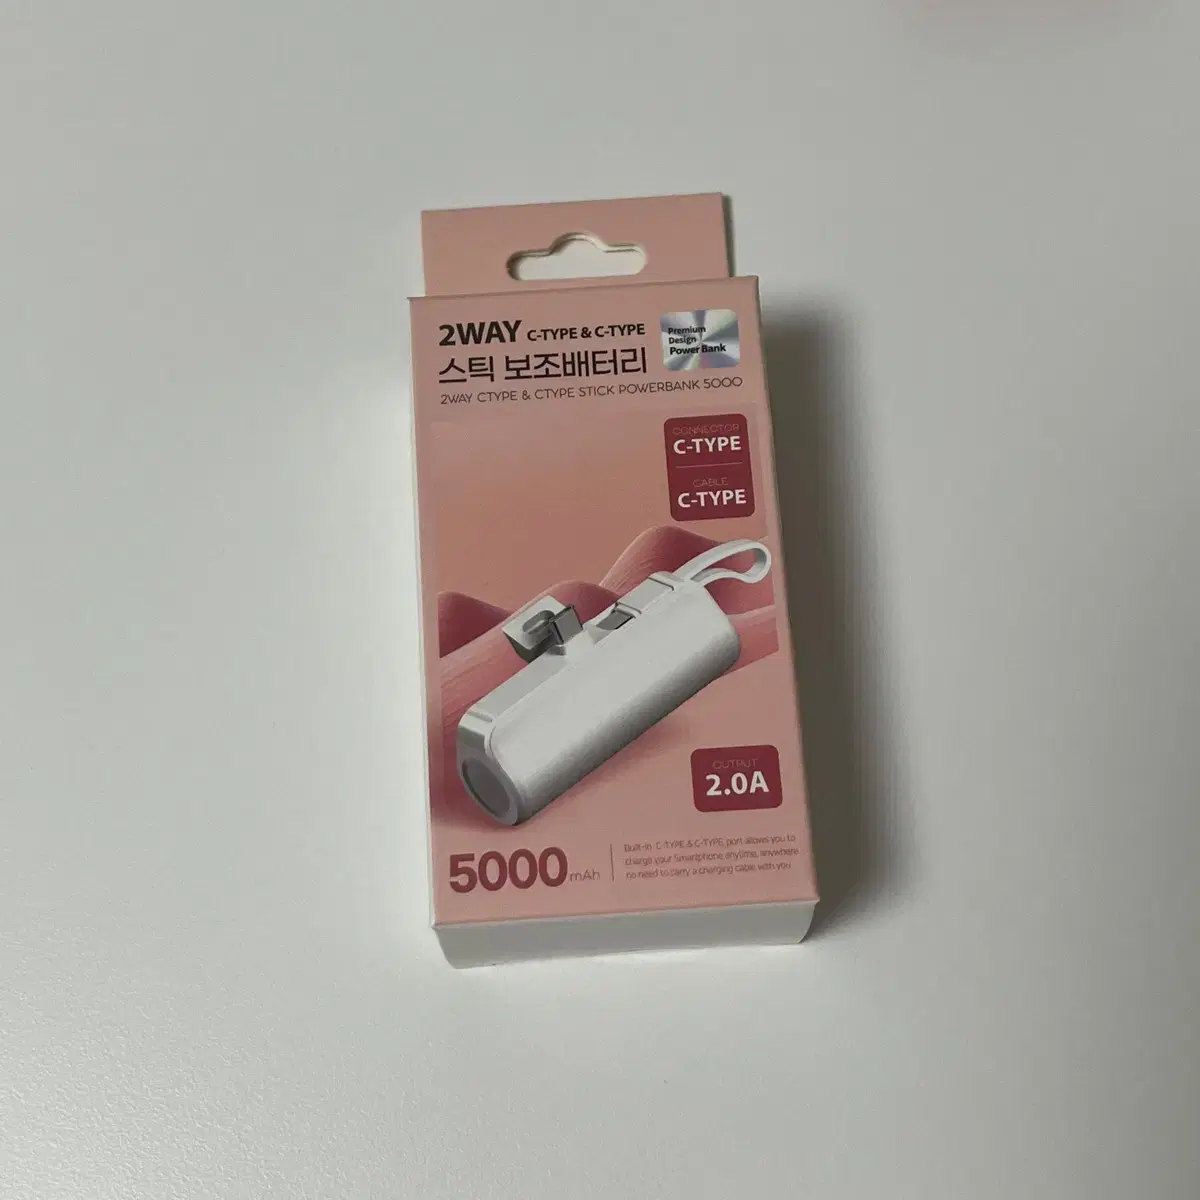 2WAY C-TYPE & C-TYPE
스틱 보조배터리
2WAY CTYPE & CTYPE STICK POWERBANK 5000
Premium
Design
Power Bank
CONNECTOR
C-TYPE
CABLE
C-TYPE
OUTPUT
2.0A
5000mAh
Built-in C-TYPE & C-TYPE port allows you to
charge your Smartphone anytime, anywhere
no need to carry a charging cable with you